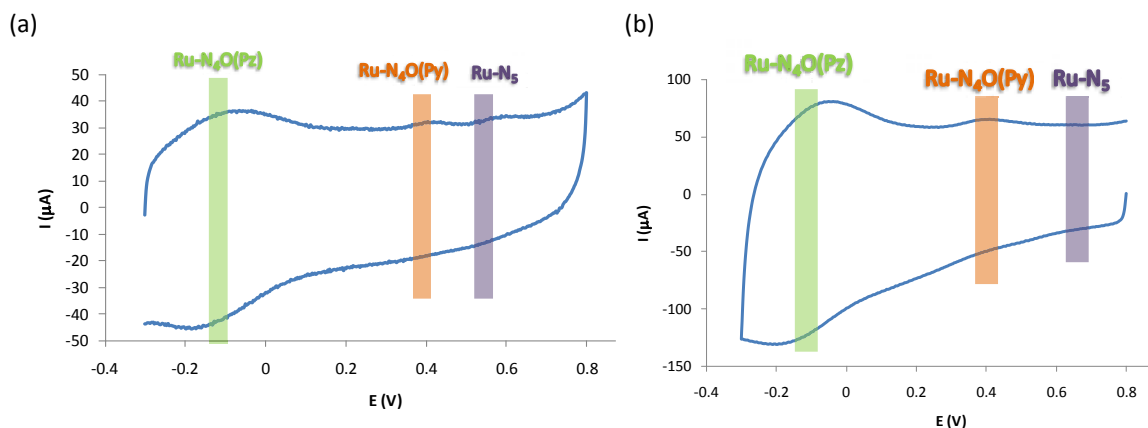 (a)
Ru-N₄O(Pz)
Ru-N₄O(Py)
Ru-N₅
50
40
30
20
10
0
-10
-20
-30
-40
-50
I (µA)
-0.4 -0.2 0 0.2 0.4 0.6 0.8
E (V)
(b)
Ru-N₄O(Pz)
Ru-N₄O(Py)
Ru-N₅
100
50
0
-50
-100
-150
I (µA)
-0.4 -0.2 0 0.2 0.4 0.6 0.8
E (V)